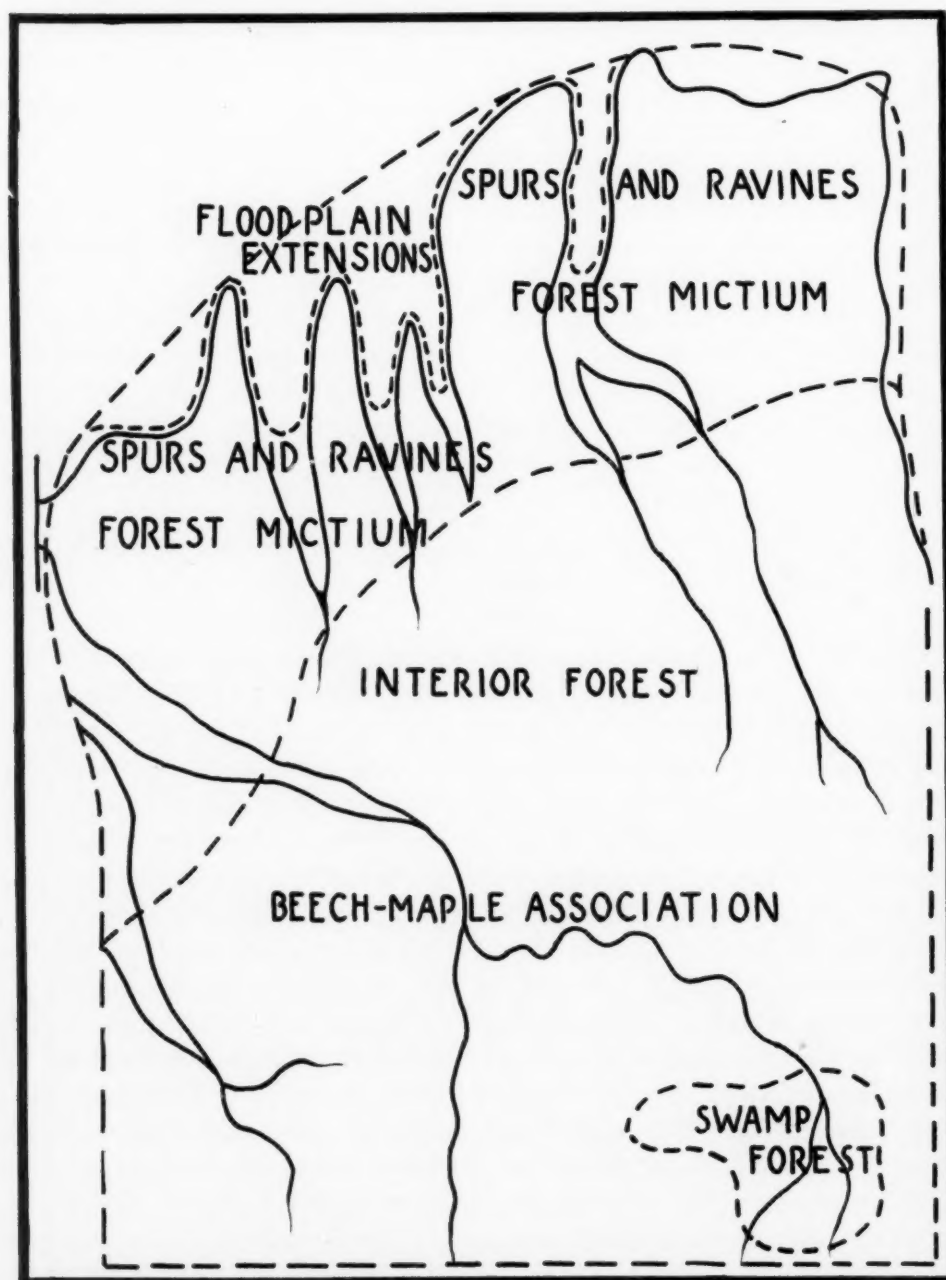 SPURS AND RAVINES
FOREST MICTIUM
FLOOD-PLAIN
EXTENSIONS
SPURS AND RAVINES
FOREST MICTIUM
INTERIOR FOREST
BEECH-MAPLE ASSOCIATION
SWAMP
FOREST